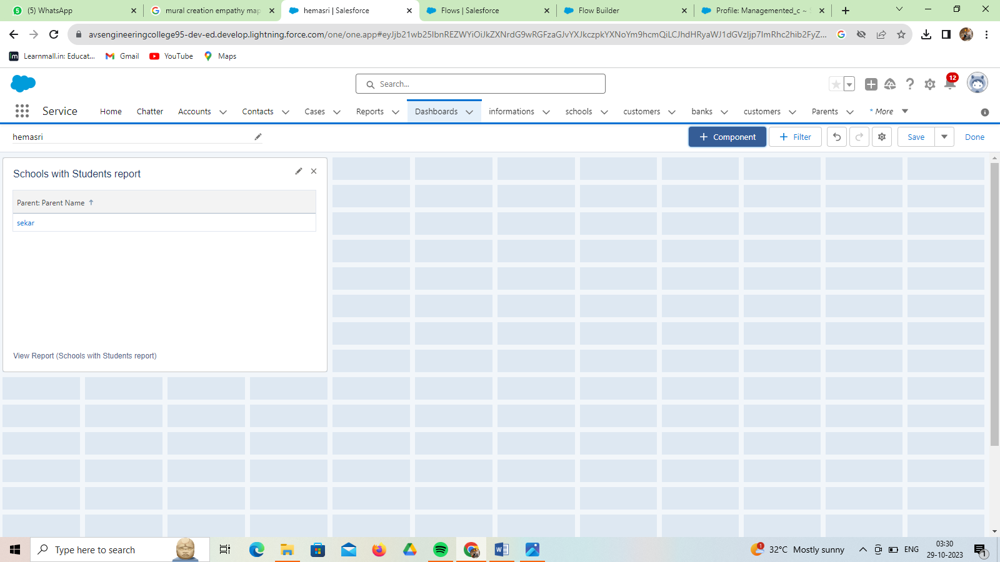 (5) WhatsApp
mural creation empathy map
hemasri | Salesforce
Flows | Salesforce
Flow Builder
Profile: Managemented_c ~
avsengineeringcollege95-dev-ed.develop.lightning.force.com/one/one.app#eyJjb21wb25lbnREZWYiOiJkZXNrdG9wRGFzaGJvYXJkczpkYXNoYm9hcmQiLCJhdHRyaWJ1dGVzIjp7ImRhc2hib2FyZ...
Learnmall.in: Educat...
Gmail
YouTube
Maps
Search...
12
Service
Home
Chatter
Accounts
Contacts
Cases
Reports
Dashboards
informations
schools
customers
banks
customers
Parents
* More
hemasri
+ Component
+ Filter
Save
Done
Schools with Students report
Parent: Parent Name ↑
sekar
View Report (Schools with Students report)
Type here to search
1
32°C Mostly sunny
ENG
03:30
29-10-2023
1